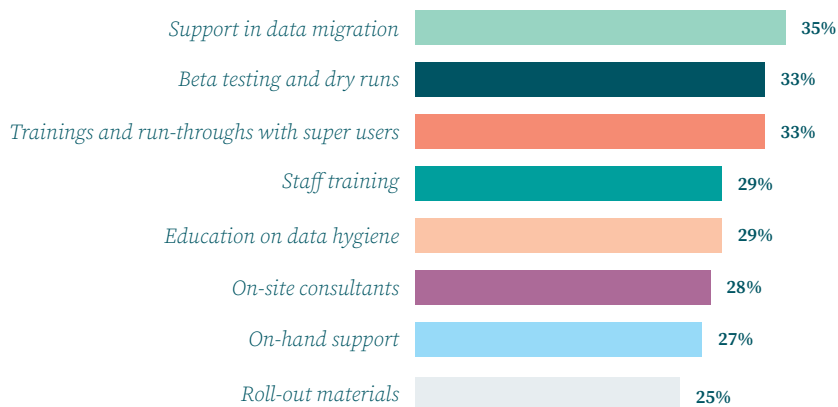 Support in data migration 35%
Beta testing and dry runs 33%
Trainings and run-throughs with super users 33%
Staff training 29%
Education on data hygiene 29%
On-site consultants 28%
On-hand support 27%
Roll-out materials 25%